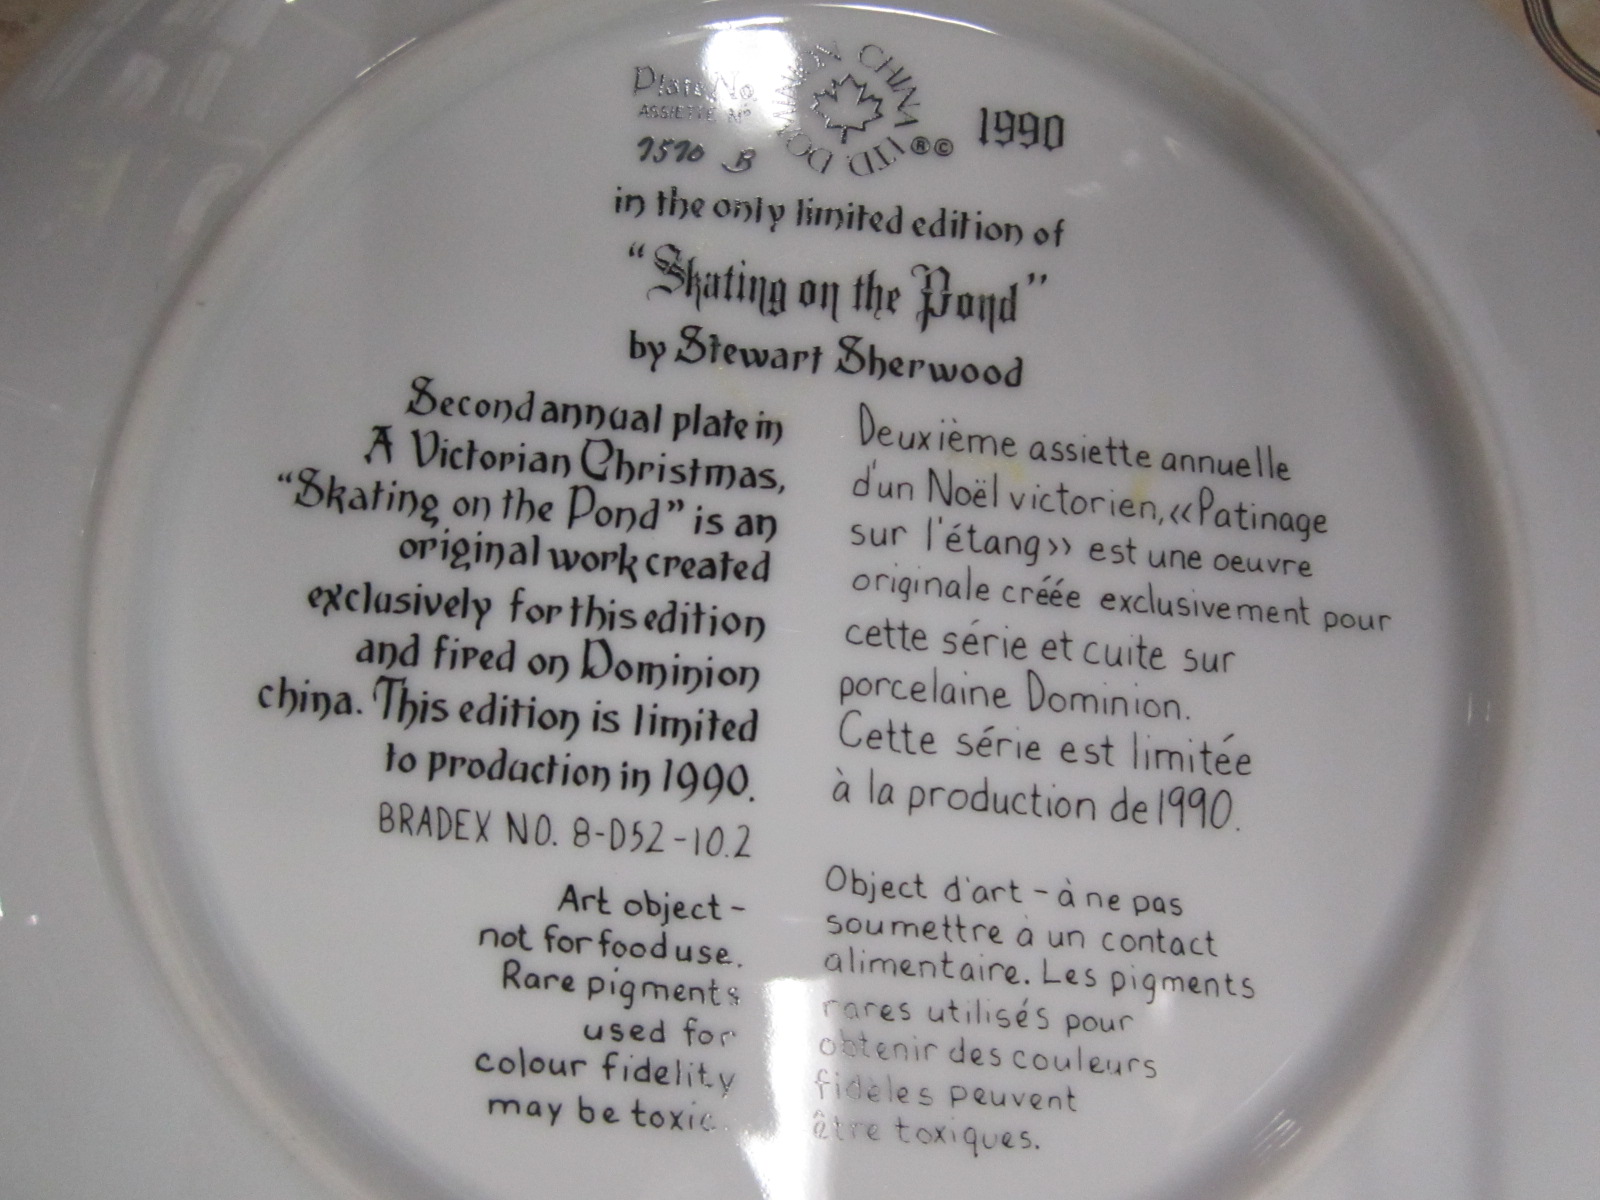 Plate No.
ASSIETTE Nº
DOMINION CHINA LTD. ®©
1990
in the only limited edition of
“Skating on the Pond”
by Stewart Sherwood
Second annual plate in
A Victorian Christmas,
“Skating on the Pond” is an
original work created
exclusively for this edition
and fired on Dominion
china. This edition is limited
to production in 1990.
BRADEX NO. 8-D52-10.2
Art object -
not for food use.
Rare pigments
used for
colour fidelity
may be toxic.
Deuxième assiette annuelle
d'un Noël victorien, «Patinage
sur l'étang» est une oeuvre
originale créée exclusivement pour
cette série et cuite sur
porcelaine Dominion.
Cette série est limitée
à la production de 1990.
Object d'art - à ne pas
soumettre à un contact
alimentaire. Les pigments
rares utilisés pour
obtenir des couleurs
fidèles peuvent
être toxiques.